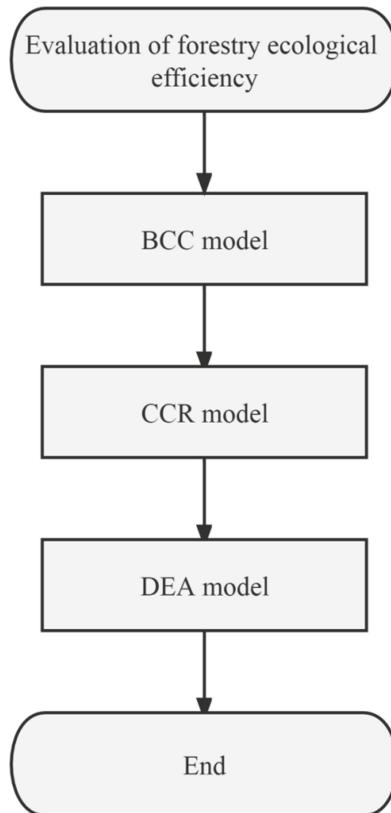 Evaluation of forestry ecological
efficiency
BCC model
CCR model
DEA model
End